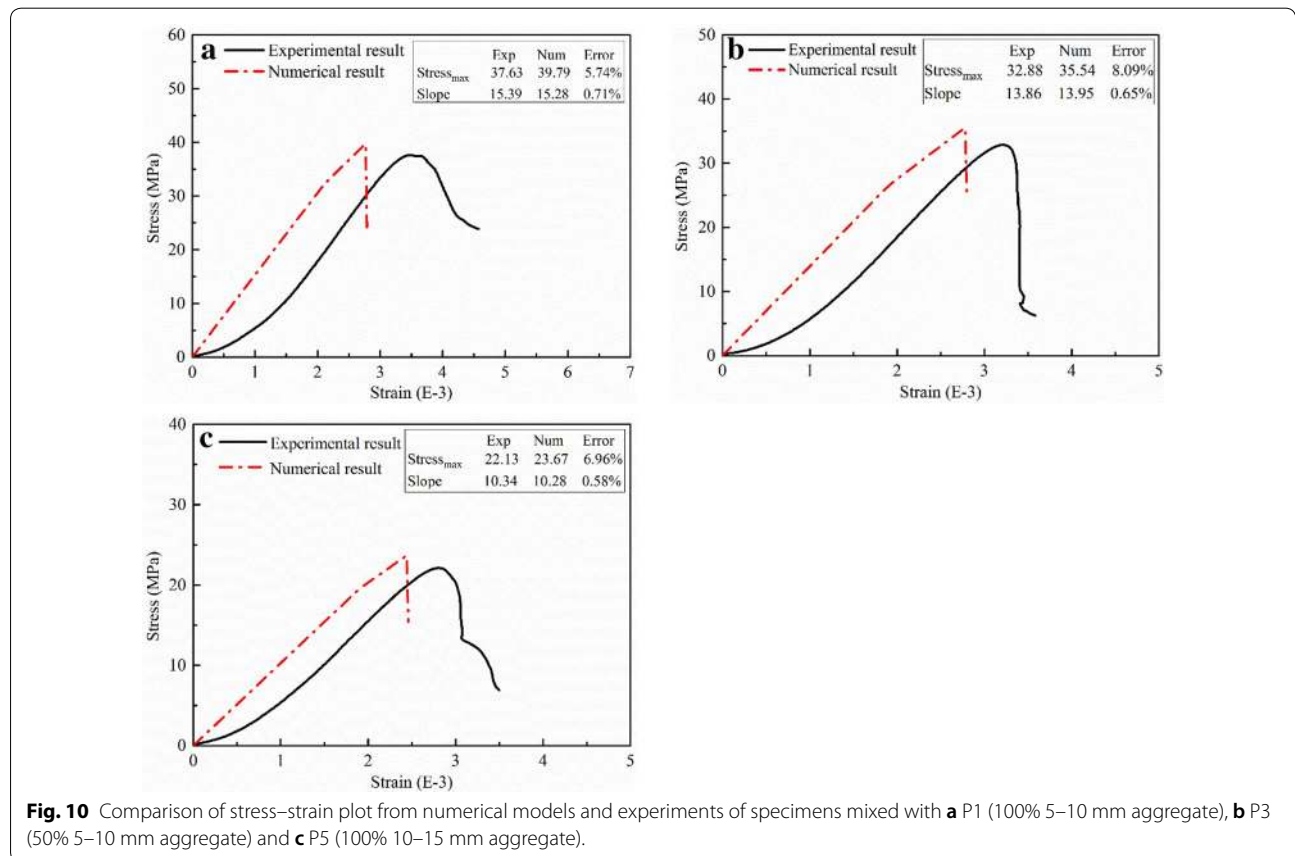 a
Experimental result
Numerical result
Exp Num Error
Stressmax 37.63 39.79 5.74%
Slope 15.39 15.28 0.71%
60
50
40
30
20
10
0
Stress (MPa)
0 1 2 3 4 5 6 7
Strain (E-3)
b
Experimental result
Numerical result
Exp Num Error
Stressmax 32.88 35.54 8.09%
Slope 13.86 13.95 0.65%
50
40
30
20
10
0
Stress (MPa)
0 1 2 3 4 5
Strain (E-3)
c
Experimental result
Numerical result
Exp Num Error
Stressmax 22.13 23.67 6.96%
Slope 10.34 10.28 0.58%
40
30
20
10
0
Stress (MPa)
0 1 2 3 4 5
Strain (E-3)
Fig. 10 Comparison of stress–strain plot from numerical models and experiments of specimens mixed with a P1 (100% 5–10 mm aggregate), b P3
(50% 5–10 mm aggregate) and c P5 (100% 10–15 mm aggregate).